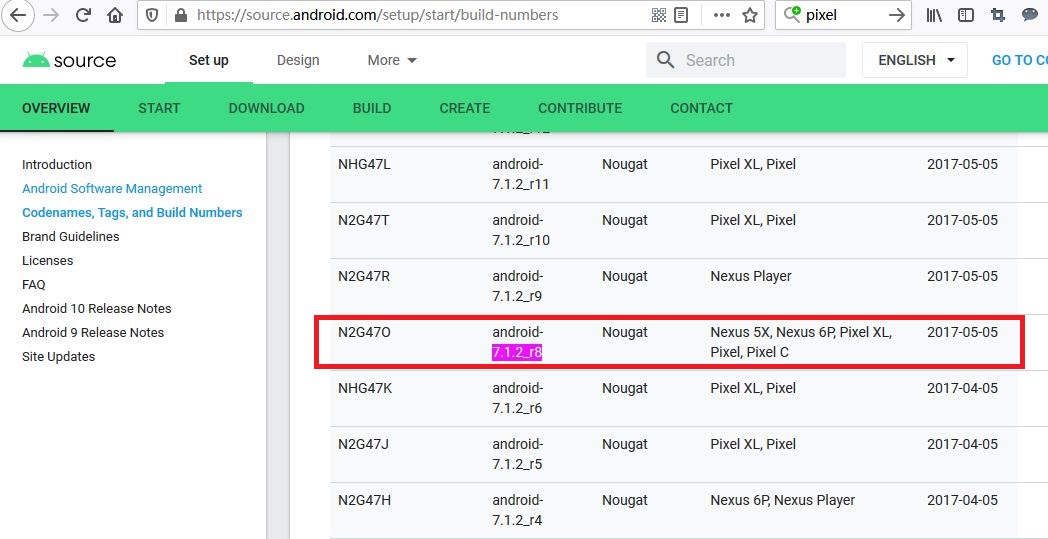 https://source.android.com/setup/start/build-numbers
pixel
source
Set up
Design
More
Search
ENGLISH
OVERVIEW
START
DOWNLOAD
BUILD
CREATE
CONTRIBUTE
CONTACT
Introduction
Android Software Management
Codenames, Tags, and Build Numbers
Brand Guidelines
Licenses
FAQ
Android 10 Release Notes
Android 9 Release Notes
Site Updates
NHG47L android- Nougat Pixel XL, Pixel 2017-05-05
7.1.2_r11
N2G47T android- Nougat Pixel XL, Pixel 2017-05-05
7.1.2_r10
N2G47R android- Nougat Nexus Player 2017-05-05
7.1.2_r9
N2G47O android- Nougat Nexus 5X, Nexus 6P, Pixel XL, 2017-05-05
7.1.2_r8 Pixel, Pixel C
NHG47K android- Nougat Pixel XL, Pixel 2017-04-05
7.1.2_r6
N2G47J android- Nougat Pixel XL, Pixel 2017-04-05
7.1.2_r5
N2G47H android- Nougat Nexus 6P, Nexus Player 2017-04-05
7.1.2_r4